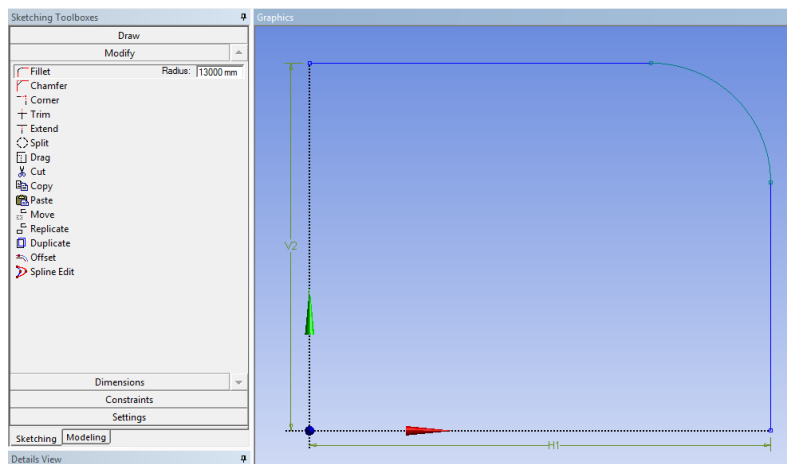 Sketching Toolboxes
Draw
Modify
Fillet Radius: 13000 mm
Chamfer
Corner
Trim
Extend
Split
Drag
Cut
Copy
Paste
Move
Replicate
Duplicate
Offset
Spline Edit
Dimensions
Constraints
Settings
Sketching Modeling
Details View
Graphics
V2
H1